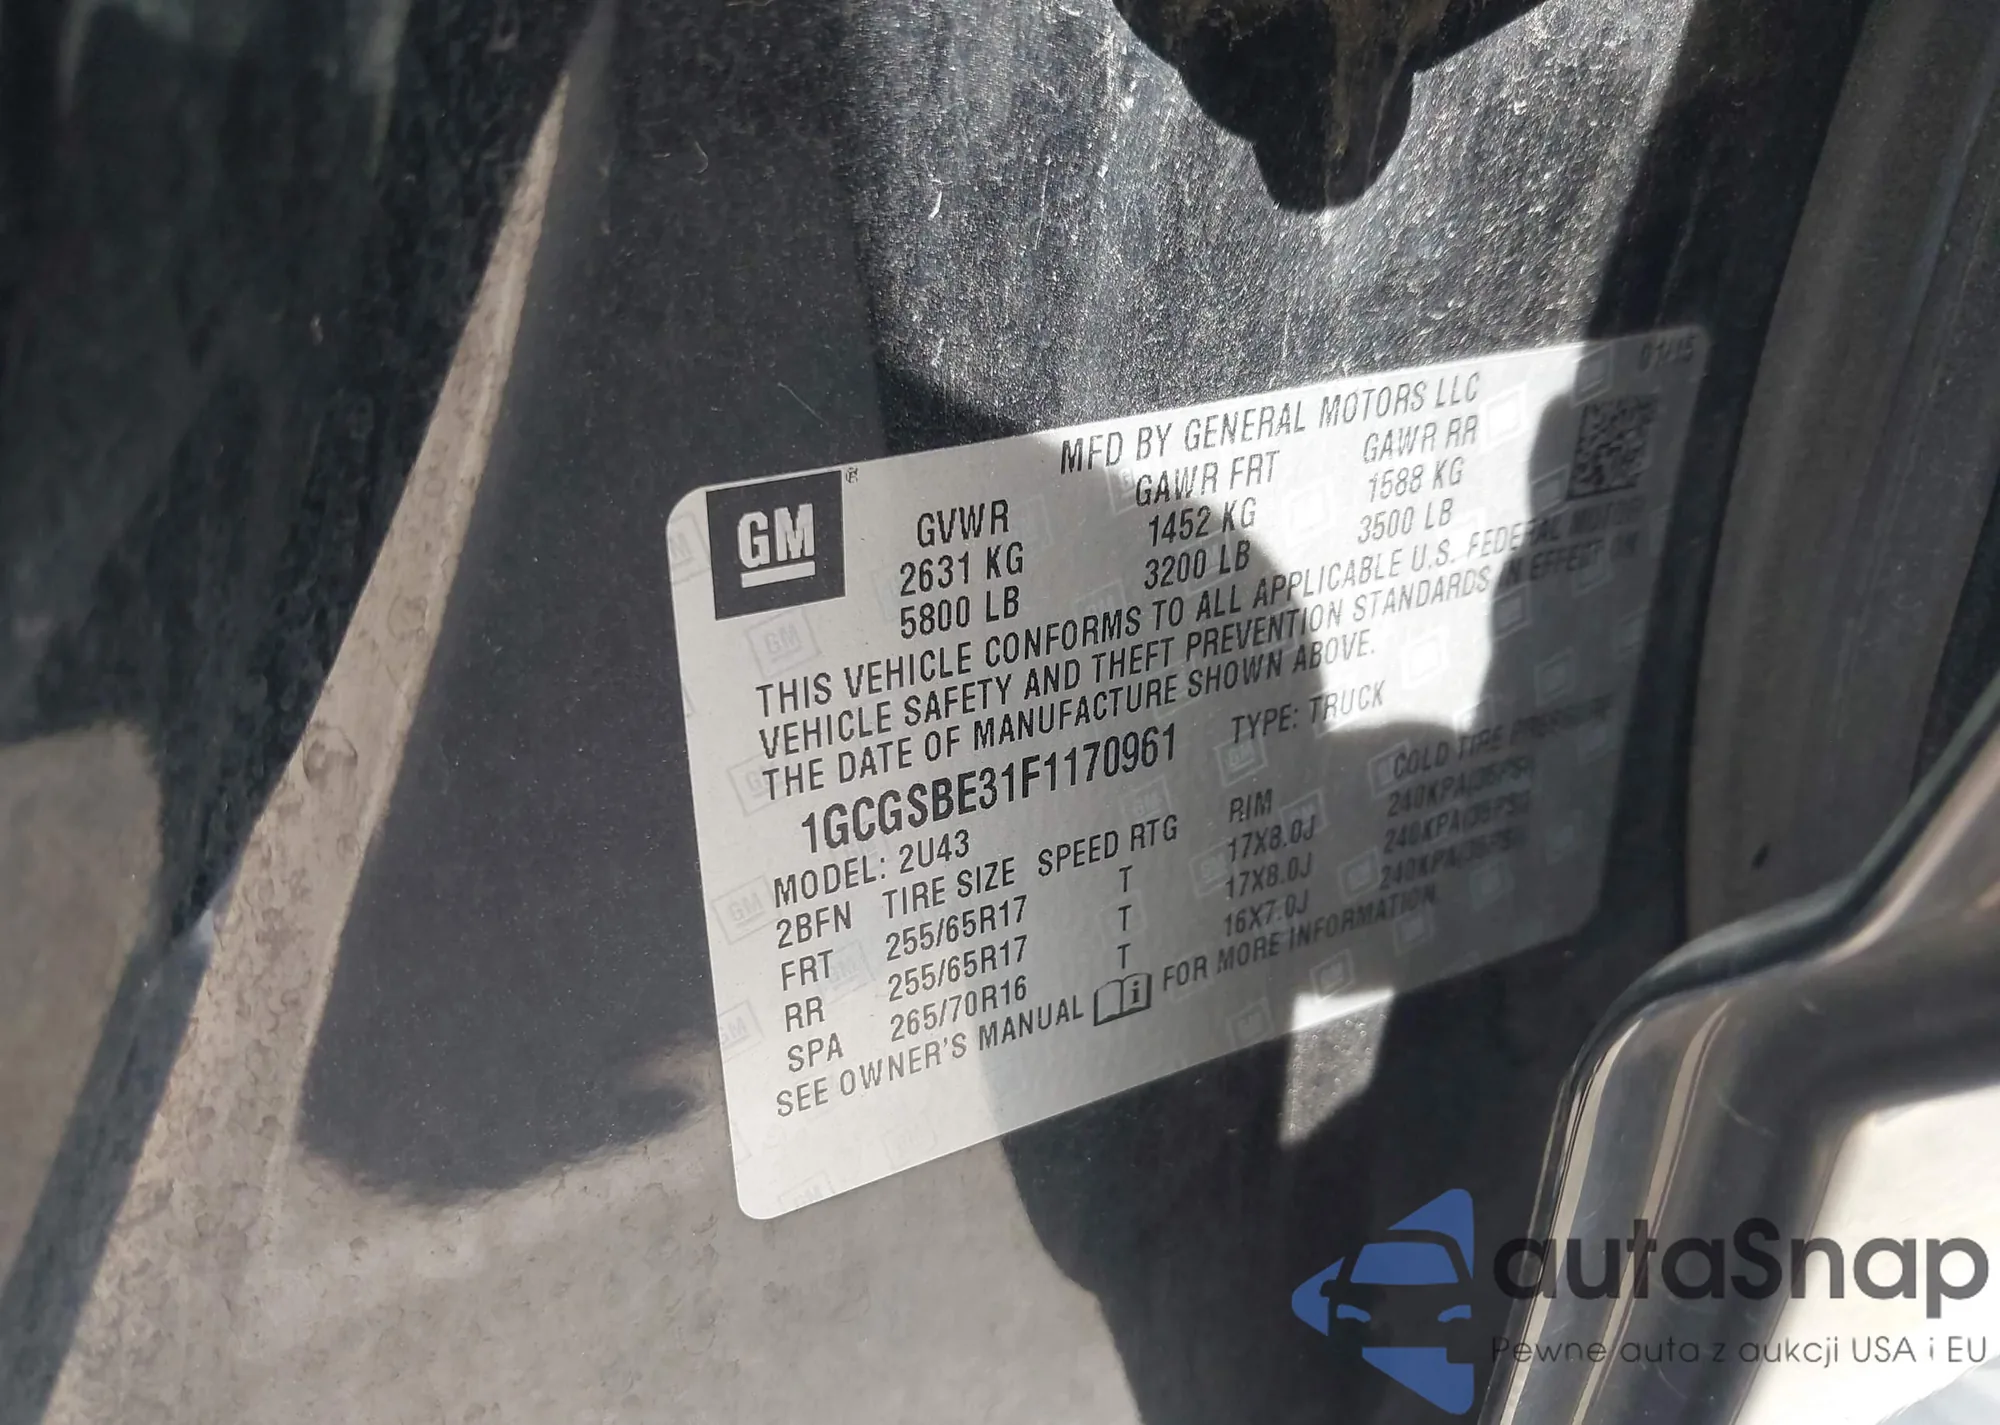 01/15
MFD BY GENERAL MOTORS LLC
GM®
GVWR GAWR FRT GAWR RR
2631 KG 1452 KG 1588 KG
5800 LB 3200 LB 3500 LB
THIS VEHICLE CONFORMS TO ALL APPLICABLE U.S. FEDERAL MOTOR
VEHICLE SAFETY AND THEFT PREVENTION STANDARDS IN EFFECT ON
THE DATE OF MANUFACTURE SHOWN ABOVE.
1GCGSBE31F1170961 TYPE: TRUCK
MODEL: 2U43
2BFN TIRE SIZE SPEED RTG RIM COLD TIRE PRESSURE
FRT 255/65R17 T 17X8.0J 240KPA(35PSI)
RR 255/65R17 T 17X8.0J 240KPA(35PSI)
SPA 265/70R16 T 16X7.0J 240KPA(35PSI)
SEE OWNER'S MANUAL FOR MORE INFORMATION.
autaSnap
Pewne auta z aukcji USA i EU